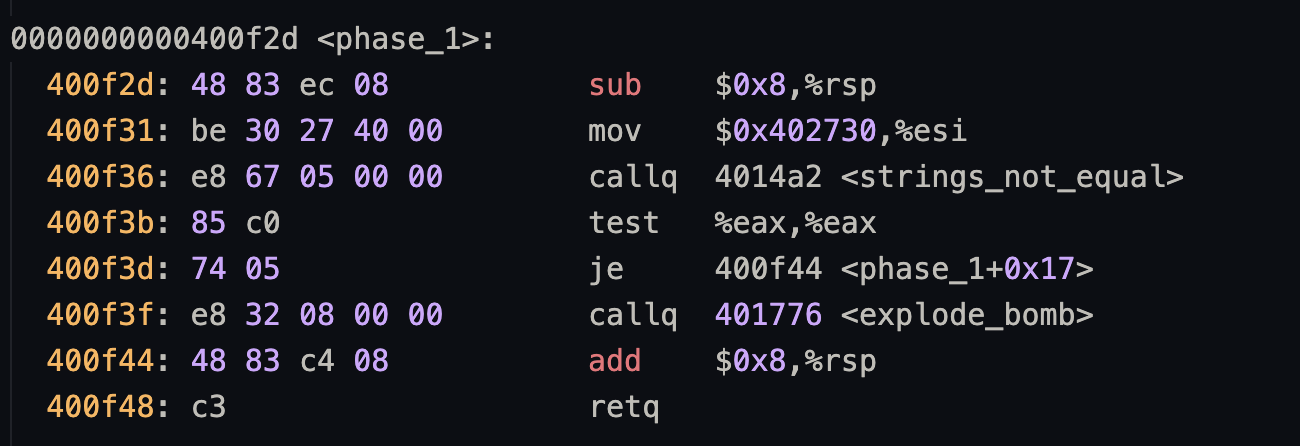 0000000000400f2d <phase_1>:
400f2d: 48 83 ec 08 sub $0x8,%rsp
400f31: be 30 27 40 00 mov $0x402730,%esi
400f36: e8 67 05 00 00 callq 4014a2 <strings_not_equal>
400f3b: 85 c0 test %eax,%eax
400f3d: 74 05 je 400f44 <phase_1+0x17>
400f3f: e8 32 08 00 00 callq 401776 <explode_bomb>
400f44: 48 83 c4 08 add $0x8,%rsp
400f48: c3 retq